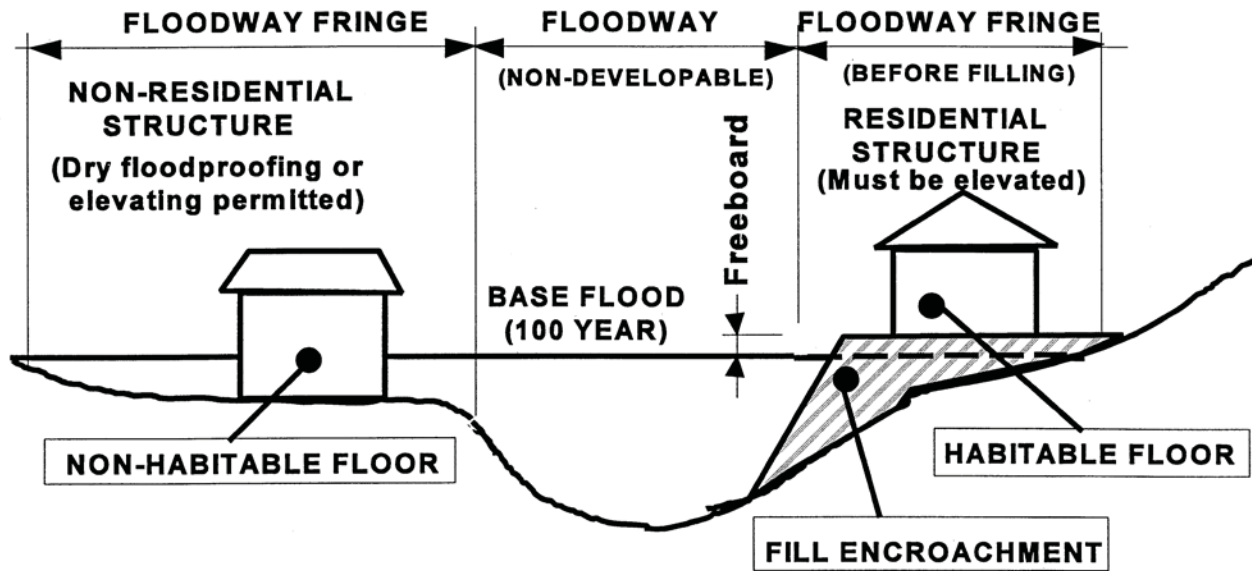 FLOODWAY FRINGE
FLOODWAY
FLOODWAY FRINGE
(NON-DEVELOPABLE)
(BEFORE FILLING)
NON-RESIDENTIAL
STRUCTURE
(Dry floodproofing or
elevating permitted)
RESIDENTIAL
STRUCTURE
(Must be elevated)
Freeboard
BASE FLOOD
(100 YEAR)
NON-HABITABLE FLOOR
HABITABLE FLOOR
FILL ENCROACHMENT